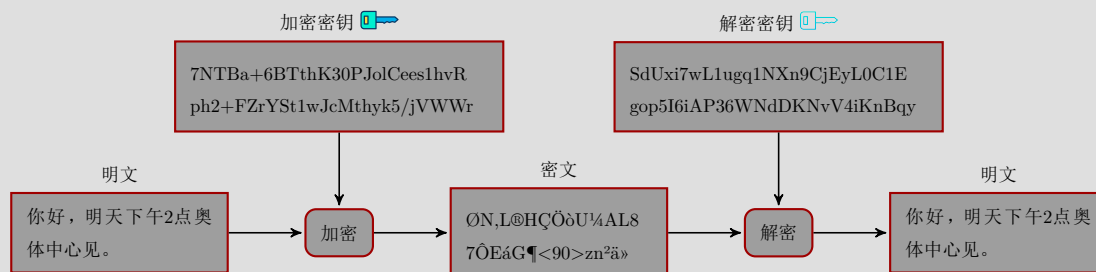 加密密钥
解密密钥
7NTBa+6BTthK30PJolCees1hvR
ph2+FZrYSt1wJcMthyk5/jVWWr
SdUxi7wL1ugq1NXn9CjEyL0C1E
gop5I6iAP36WNdDKNvV4iKnBqy
明文
密文
明文
你好，明天下午2点奥
体中心见。
加密
ØN,L®HÇÖòU¼AL8
7ÔEáG¶<90>zn²ä»
解密
你好，明天下午2点奥
体中心见。